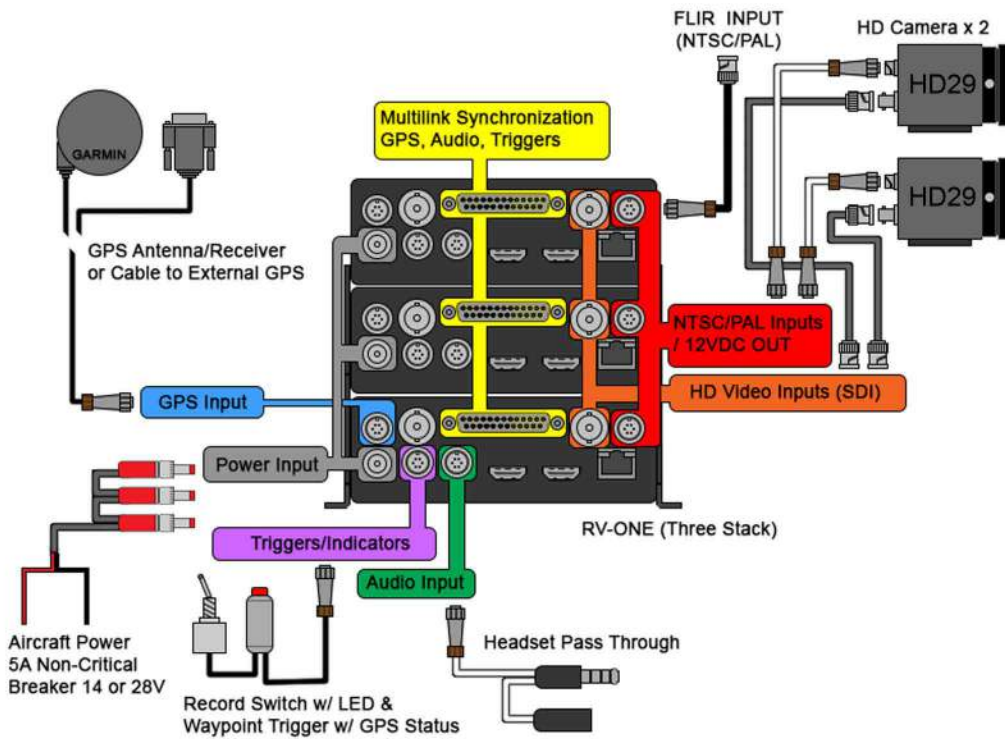 FLIR INPUT
(NTSC/PAL)
HD Camera x 2
HD29
HD29
Multilink Synchronization
GPS, Audio, Triggers
GARMIN
GPS Antenna/Receiver
or Cable to External GPS
NTSC/PAL Inputs
/ 12VDC OUT
GPS Input
HD Video Inputs (SDI)
Power Input
RV-ONE (Three Stack)
Triggers/Indicators
Audio Input
Aircraft Power
5A Non-Critical
Breaker 14 or 28V
Record Switch w/ LED &
Waypoint Trigger w/ GPS Status
Headset Pass Through